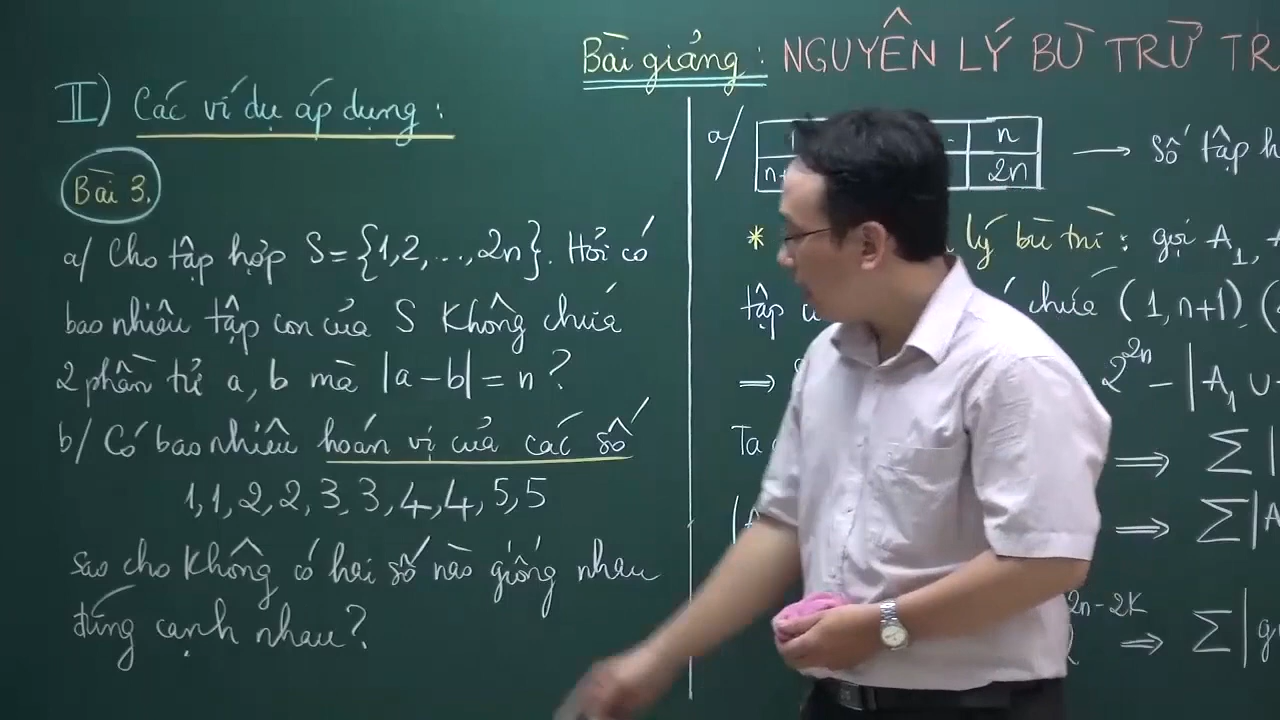 Bài giảng: NGUYÊN LÝ BÙ TRỪ
II) Các ví dụ áp dụng:
Bài 3.
a/ Cho tập hợp S={1,2,...,2n}. Hỏi có
bao nhiêu tập con của S không chứa
2 phần tử a, b mà |a-b|=n?
b/ Có bao nhiêu hoán vị của các số
1,1,2,2,3,3,4,4,5,5
sao cho không có hai số nào giống nhau
đứng cạnh nhau?
a/
n
2n → Số tập
* lý bù trừ: gọi A₁,
tập chứa (1,n+1),
⇒ 2^{2n} - |A₁ ∪
Ta ⇒ Σ|
⇒ Σ|A
2n-2K ⇒ Σ|